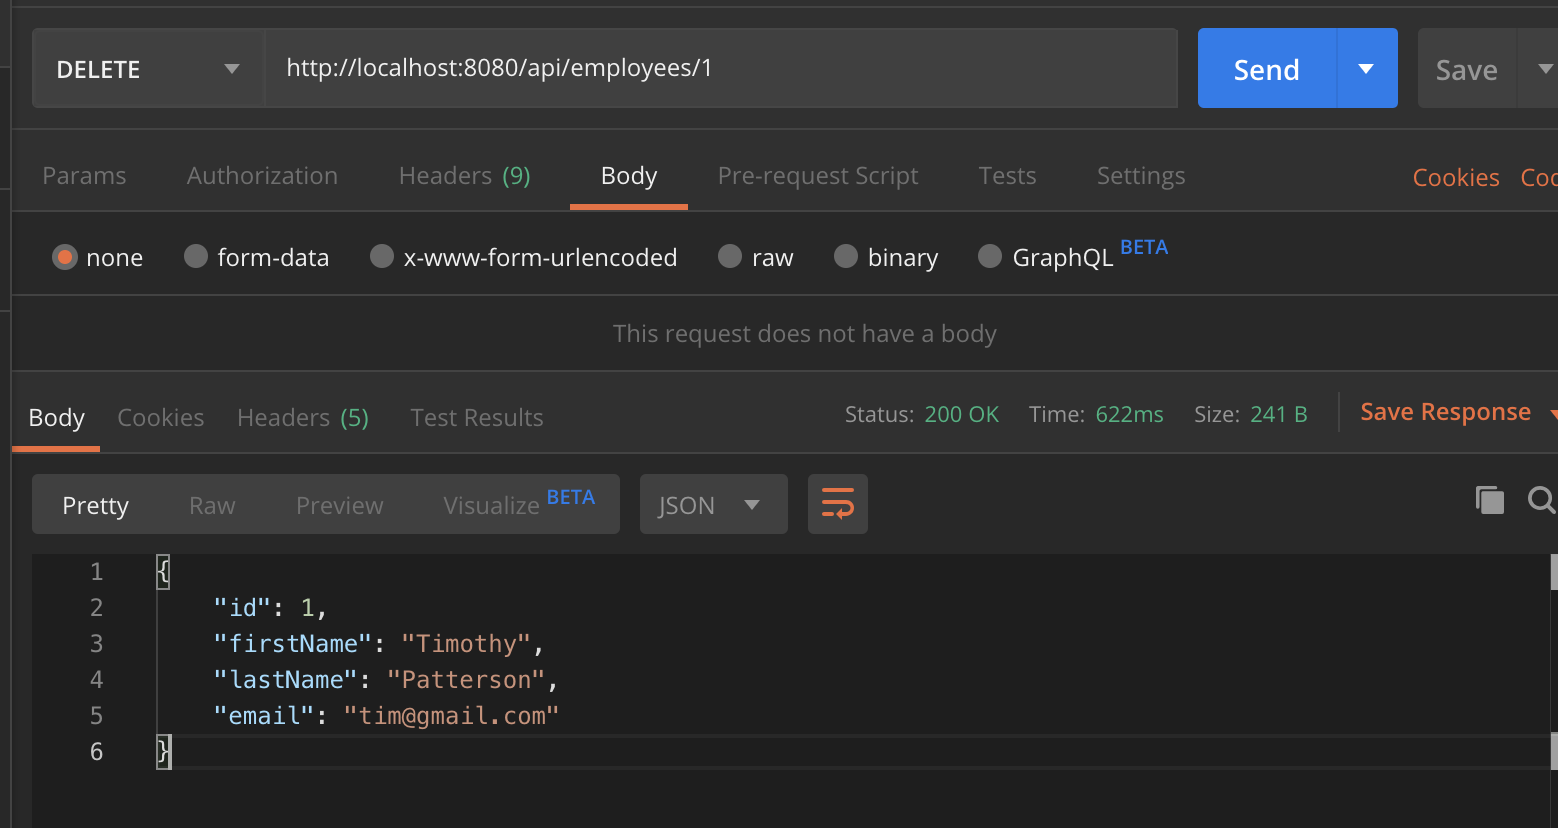 DELETE http://localhost:8080/api/employees/1 Send Save
Params Authorization Headers (9) Body Pre-request Script Tests Settings Cookies
none form-data x-www-form-urlencoded raw binary GraphQL BETA
This request does not have a body
Body Cookies Headers (5) Test Results Status: 200 OK Time: 622ms Size: 241 B Save Response
Pretty Raw Preview Visualize BETA JSON
1 {
2 "id": 1,
3 "firstName": "Timothy",
4 "lastName": "Patterson",
5 "email": "tim@gmail.com"
6 }